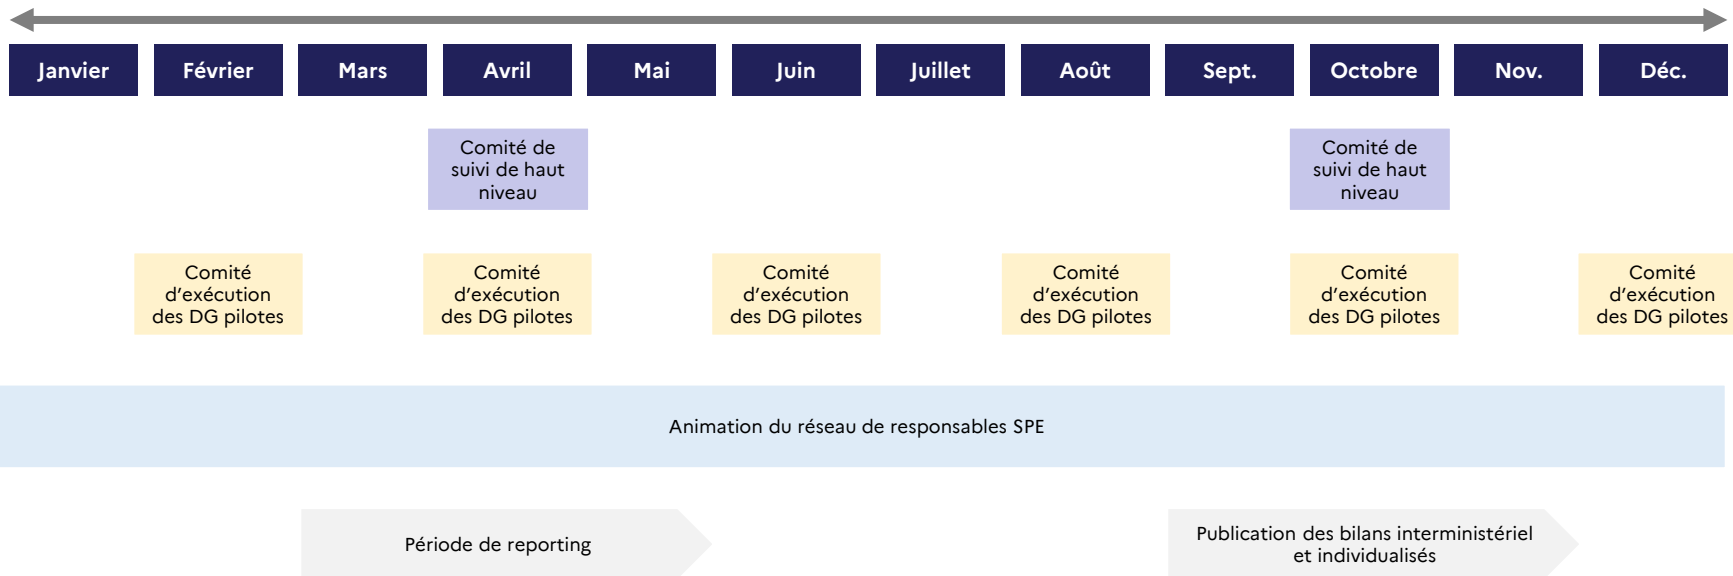 Janvier
Février
Mars
Avril
Mai
Juin
Juillet
Août
Sept.
Octobre
Nov.
Déc.
Comité de
suivi de haut
niveau
Comité de
suivi de haut
niveau
Comité
d'exécution
des DG pilotes
Comité
d'exécution
des DG pilotes
Comité
d'exécution
des DG pilotes
Comité
d'exécution
des DG pilotes
Comité
d'exécution
des DG pilotes
Comité
d'exécution
des DG pilotes
Animation du réseau de responsables SPE
Période de reporting
Publication des bilans interministériel
et individualisés